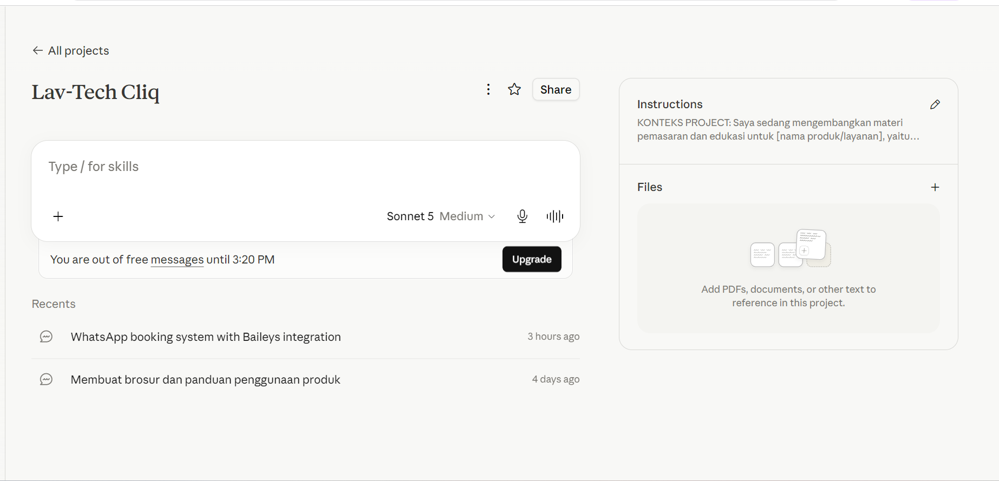 All projects
Lav-Tech Cliq
Share
Type / for skills
Sonnet 5 Medium
You are out of free messages until 3:20 PM
Upgrade
Recents
WhatsApp booking system with Baileys integration
3 hours ago
Membuat brosur dan panduan penggunaan produk
4 days ago
Instructions
KONTEKS PROJECT: Saya sedang mengembangkan materi
pemasaran dan edukasi untuk [nama produk/layanan], yaitu...
Files
Add PDFs, documents, or other text to
reference in this project.